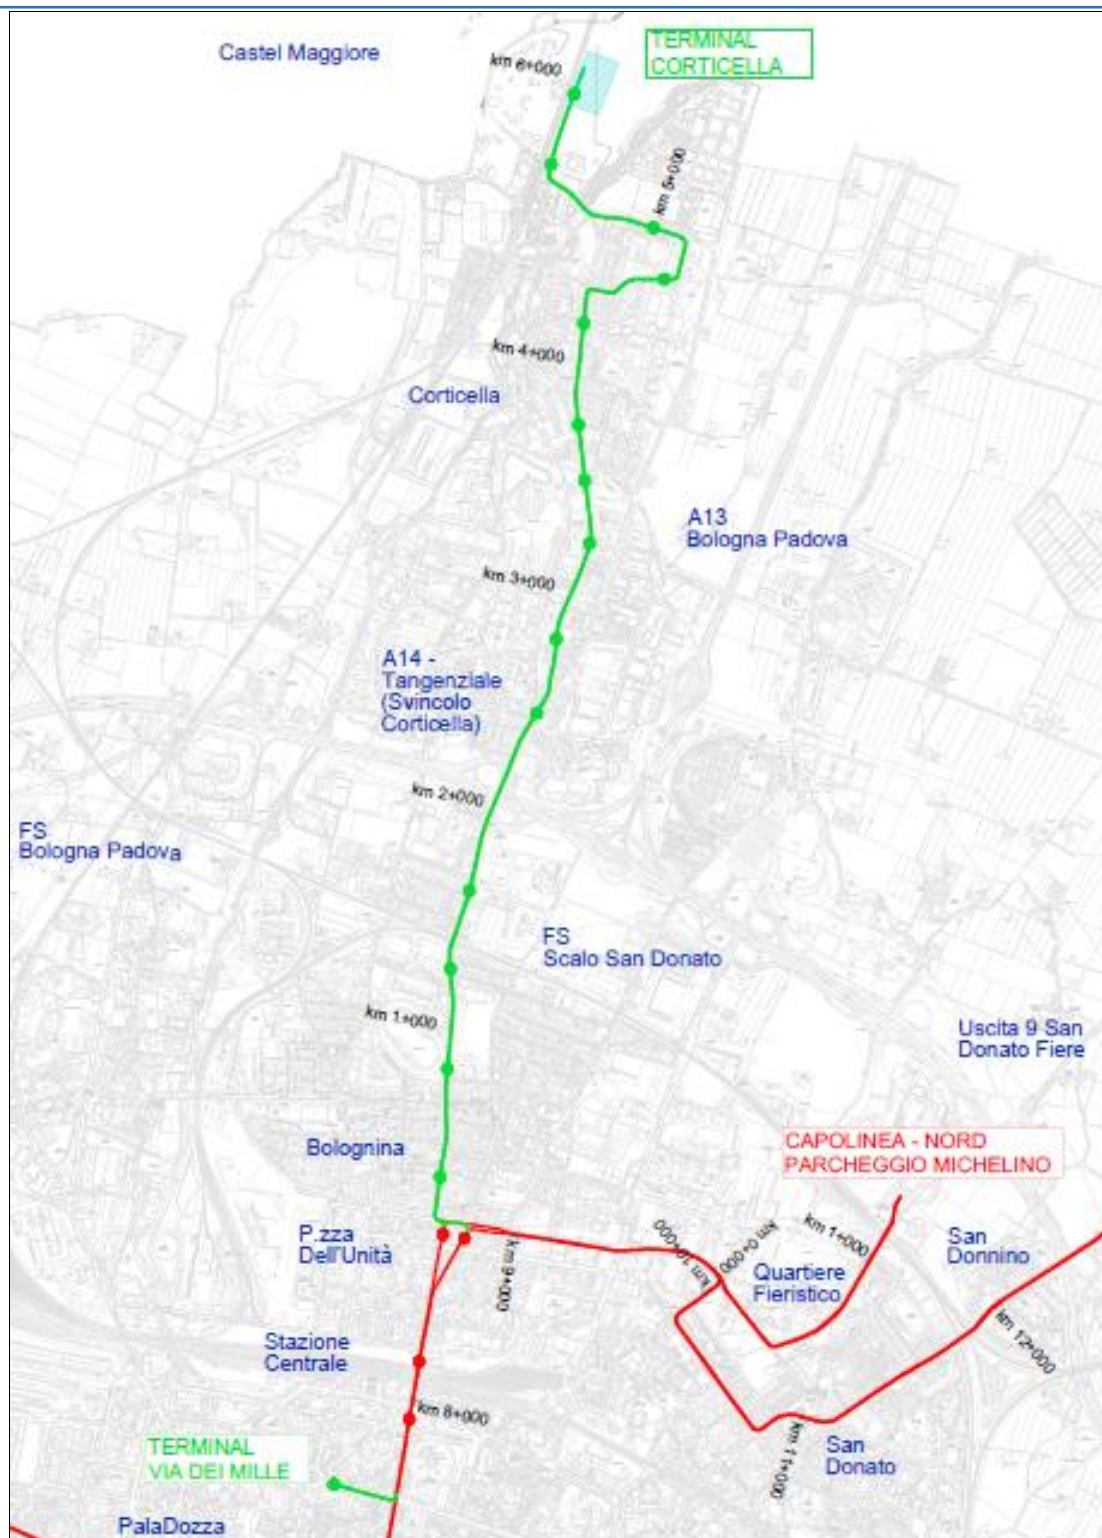 Castel Maggiore
km 6+000
TERMINAL
CORTICELLA
km 5+000
km 4+000
Corticella
A13
Bologna Padova
km 3+000
A14 -
Tangenziale
(Svincolo
Corticella)
km 2+000
FS
Bologna Padova
FS
Scalo San Donato
km 1+000
Uscita 9 San
Donato Fiere
Bolognina
CAPOLINEA - NORD
PARCHEGGIO MICHELINO
P.zza
Dell'Unità
km 9+000
km 10+000
km 0+000
km 1+000
San
Donnino
Quartiere
Fieristico
Stazione
Centrale
km 12+000
km 8+000
km 11+000
San
Donato
TERMINAL
VIA DEI MILLE
PalaDozza